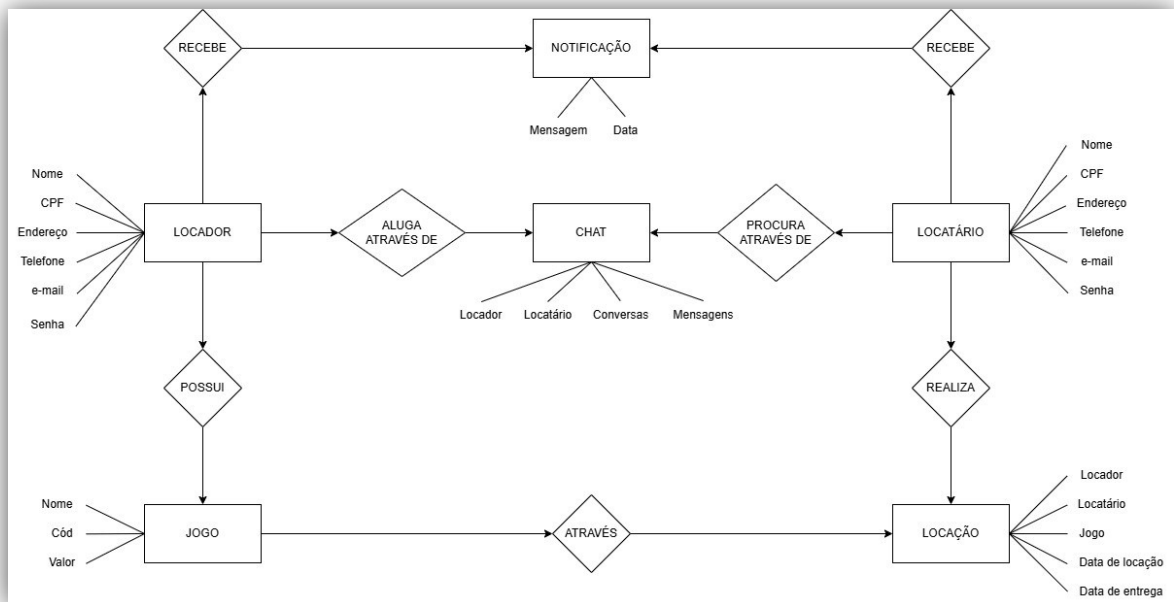 RECEBE
NOTIFICAÇÃO
RECEBE
Mensagem
Data
Nome
CPF
Endereço
Telefone
e-mail
Senha
LOCADOR
ALUGA
ATRAVÉS DE
CHAT
PROCURA
ATRAVÉS DE
LOCATÁRIO
Nome
CPF
Endereço
Telefone
e-mail
Senha
Locador
Locatário
Conversas
Mensagens
POSSUI
REALIZA
Nome
Cód
Valor
JOGO
ATRAVÉS
LOCAÇÃO
Locador
Locatário
Jogo
Data de locação
Data de entrega